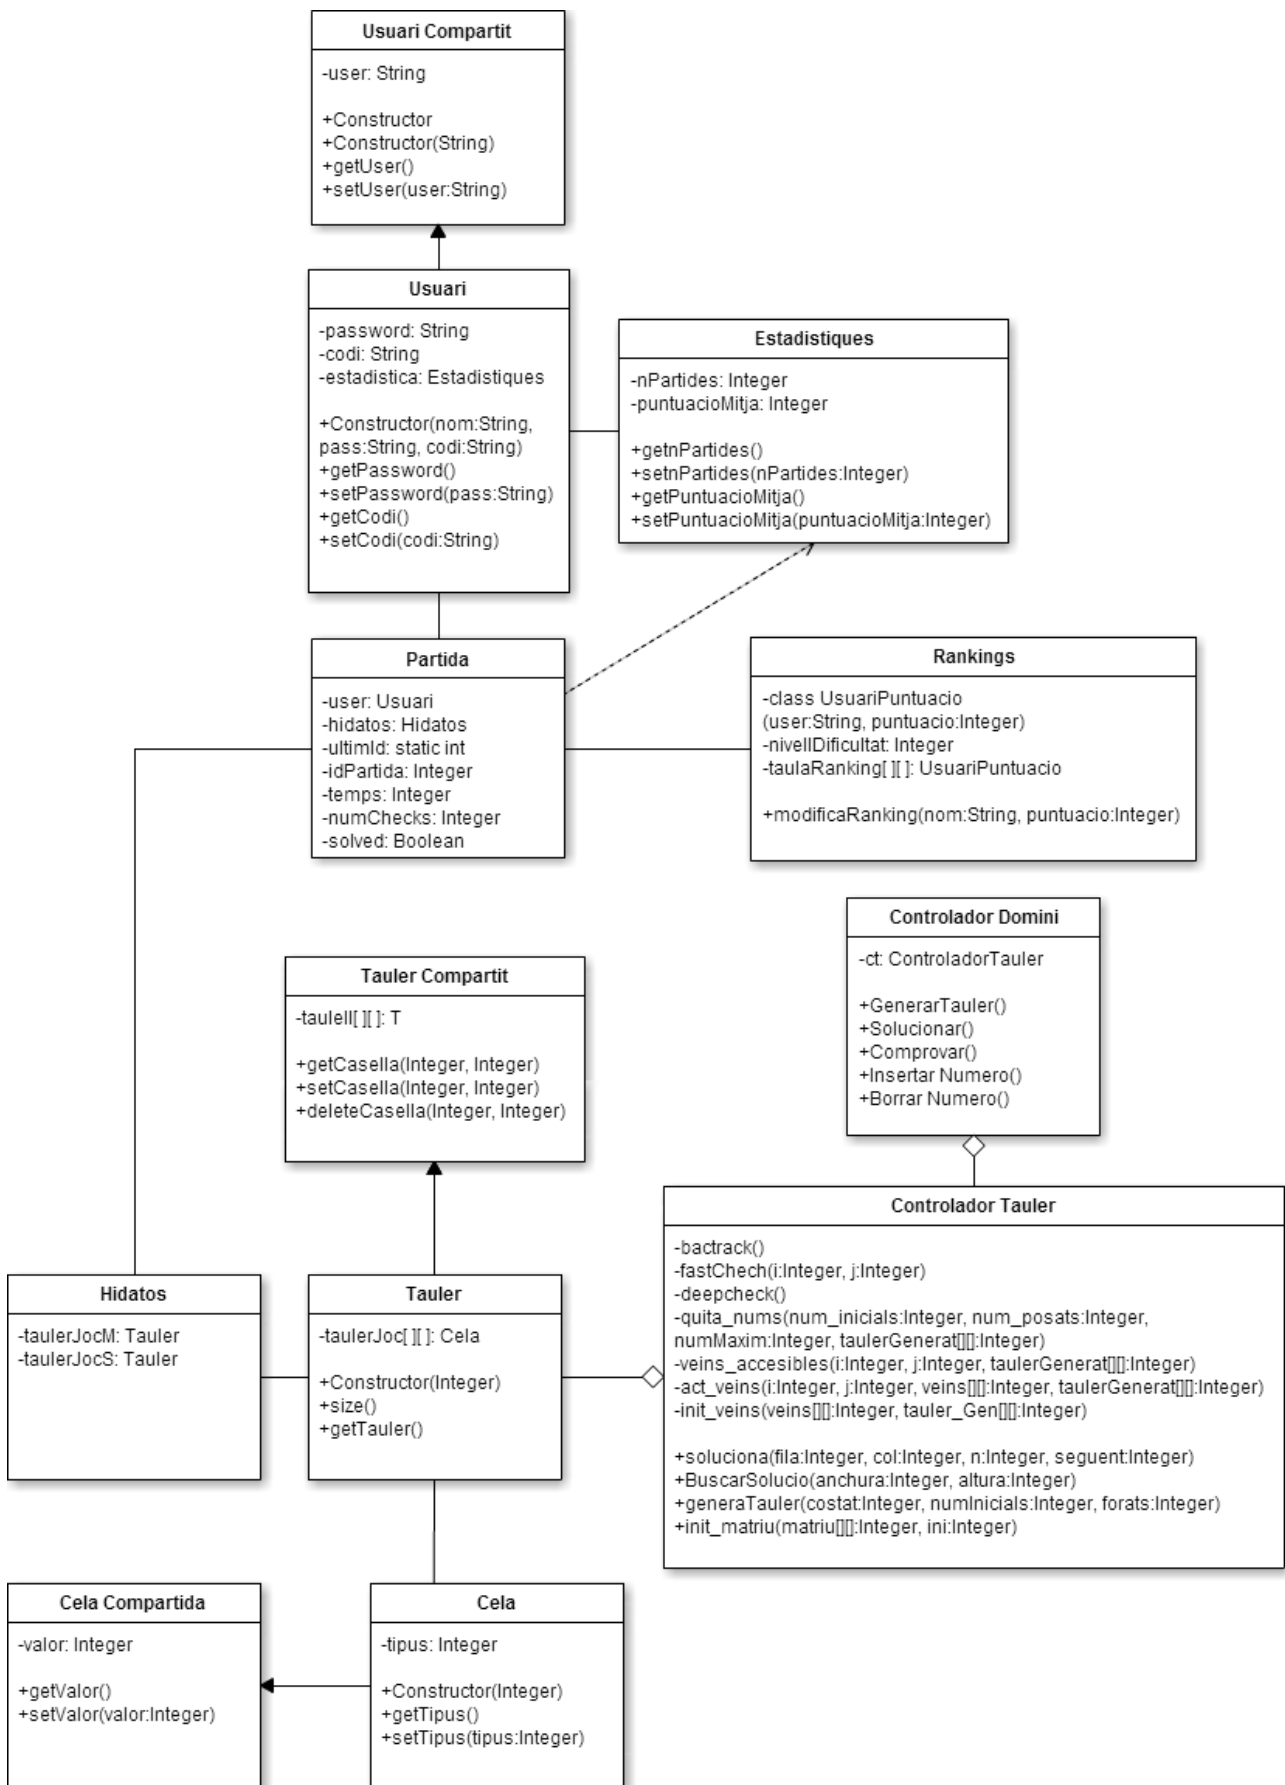 Usuari Compartit
-user: String
+Constructor
+Constructor(String)
+getUser()
+setUser(user:String)
Usuari
-password: String
-codi: String
-estadistica: Estadistiques
+Constructor(nom:String,
pass:String, codi:String)
+getPassword()
+setPassword(pass:String)
+getCodi()
+setCodi(codi:String)
Estadistiques
-nPartides: Integer
-puntuacioMitja: Integer
+getnPartides()
+setnPartides(nPartides:Integer)
+getPuntuacioMitja()
+setPuntuacioMitja(puntuacioMitja:Integer)
Partida
-user: Usuari
-hidatos: Hidatos
-ultimId: static int
-idPartida: Integer
-temps: Integer
-numChecks: Integer
-solved: Boolean
Rankings
-class UsuariPuntuacio
(user:String, puntuacio:Integer)
-nivellDificultat: Integer
-taulaRanking[ ][ ]: UsuariPuntuacio
+modificaRanking(nom:String, puntuacio:Integer)
Controlador Domini
-ct: ControladorTauler
+GenerarTauler()
+Solucionar()
+Comprovar()
+Insertar Numero()
+Borrar Numero()
Tauler Compartit
-taulell[ ][ ]: T
+getCasella(Integer, Integer)
+setCasella(Integer, Integer)
+deleteCasella(Integer, Integer)
Controlador Tauler
-bactrack()
-fastChech(i:Integer, j:Integer)
-deepcheck()
-quita_nums(num_inicials:Integer, num_posats:Integer,
numMaxim:Integer, taulerGenerat[][]:Integer)
-veins_accesibles(i:Integer, j:Integer, taulerGenerat[][]:Integer)
-act_veins(i:Integer, j:Integer, veins[][]:Integer, taulerGenerat[][]:Integer)
-init_veins(veins[][]:Integer, tauler_Gen[][]:Integer)
+soluciona(fila:Integer, col:Integer, n:Integer, seguent:Integer)
+BuscarSolucio(anchura:Integer, altura:Integer)
+generaTauler(costat:Integer, numInicials:Integer, forats:Integer)
+init_matriu(matriu[][]:Integer, ini:Integer)
Hidatos
-taulerJocM: Tauler
-taulerJocS: Tauler
Tauler
-taulerJoc[ ][ ]: Cela
+Constructor(Integer)
+size()
+getTauler()
Cela Compartida
-valor: Integer
+getValor()
+setValor(valor:Integer)
Cela
-tipus: Integer
+Constructor(Integer)
+getTipus()
+setTipus(tipus:Integer)